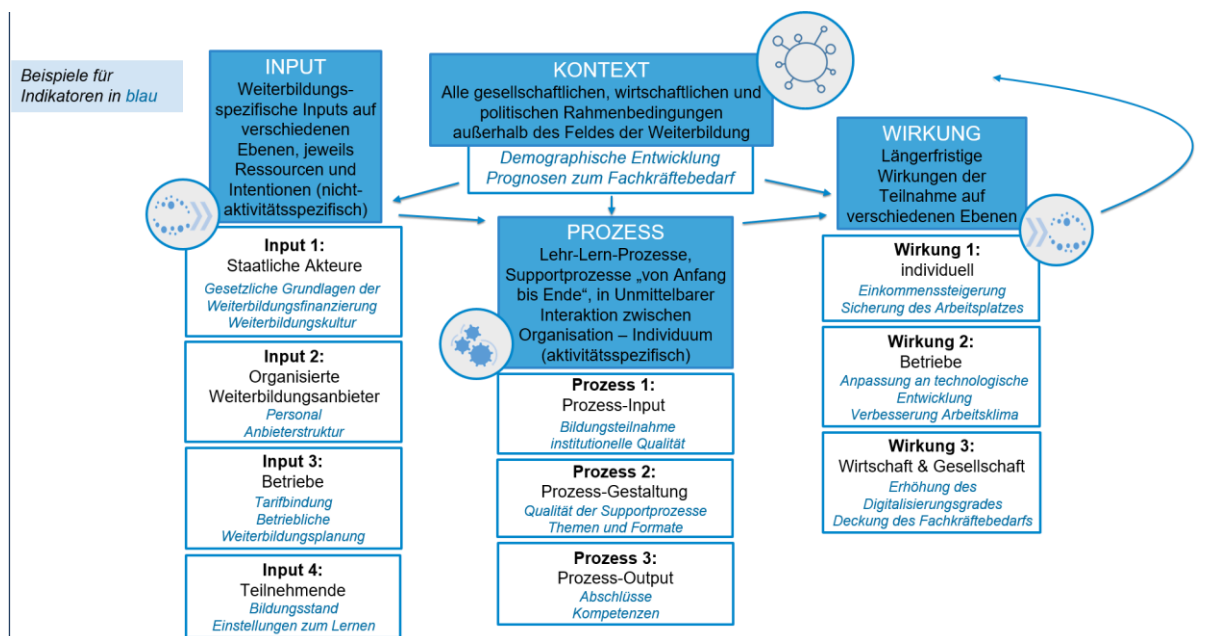 Beispiele für
Indikatoren in blau
INPUT
Weiterbildungs-
spezifische Inputs auf
verschiedenen
Ebenen, jeweils
Ressourcen und
Intentionen (nicht-
aktivitätsspezifisch)
Input 1:
Staatliche Akteure
Gesetzliche Grundlagen der
Weiterbildungsfinanzierung
Weiterbildungskultur
Input 2:
Organisierte
Weiterbildungsanbieter
Personal
Anbieterstruktur
Input 3:
Betriebe
Tarifbindung
Betriebliche
Weiterbildungsplanung
Input 4:
Teilnehmende
Bildungsstand
Einstellungen zum Lernen
KONTEXT
Alle gesellschaftlichen, wirtschaftlichen und
politischen Rahmenbedingungen
außerhalb des Feldes der Weiterbildung
Demographische Entwicklung
Prognosen zum Fachkräftebedarf
PROZESS
Lehr-Lern-Prozesse,
Supportprozesse „von Anfang
bis Ende“, in Unmittelbarer
Interaktion zwischen
Organisation – Individuum
(aktivitätsspezifisch)
Prozess 1:
Prozess-Input
Bildungsteilnahme
institutionelle Qualität
Prozess 2:
Prozess-Gestaltung
Qualität der Supportprozesse
Themen und Formate
Prozess 3:
Prozess-Output
Abschlüsse
Kompetenzen
WIRKUNG
Längerfristige
Wirkungen der
Teilnahme auf
verschiedenen Ebenen
Wirkung 1:
individuell
Einkommenssteigerung
Sicherung des Arbeitsplatzes
Wirkung 2:
Betriebe
Anpassung an technologische
Entwicklung
Verbesserung Arbeitsklima
Wirkung 3:
Wirtschaft & Gesellschaft
Erhöhung des
Digitalisierungsgrades
Deckung des Fachkräftebedarfs